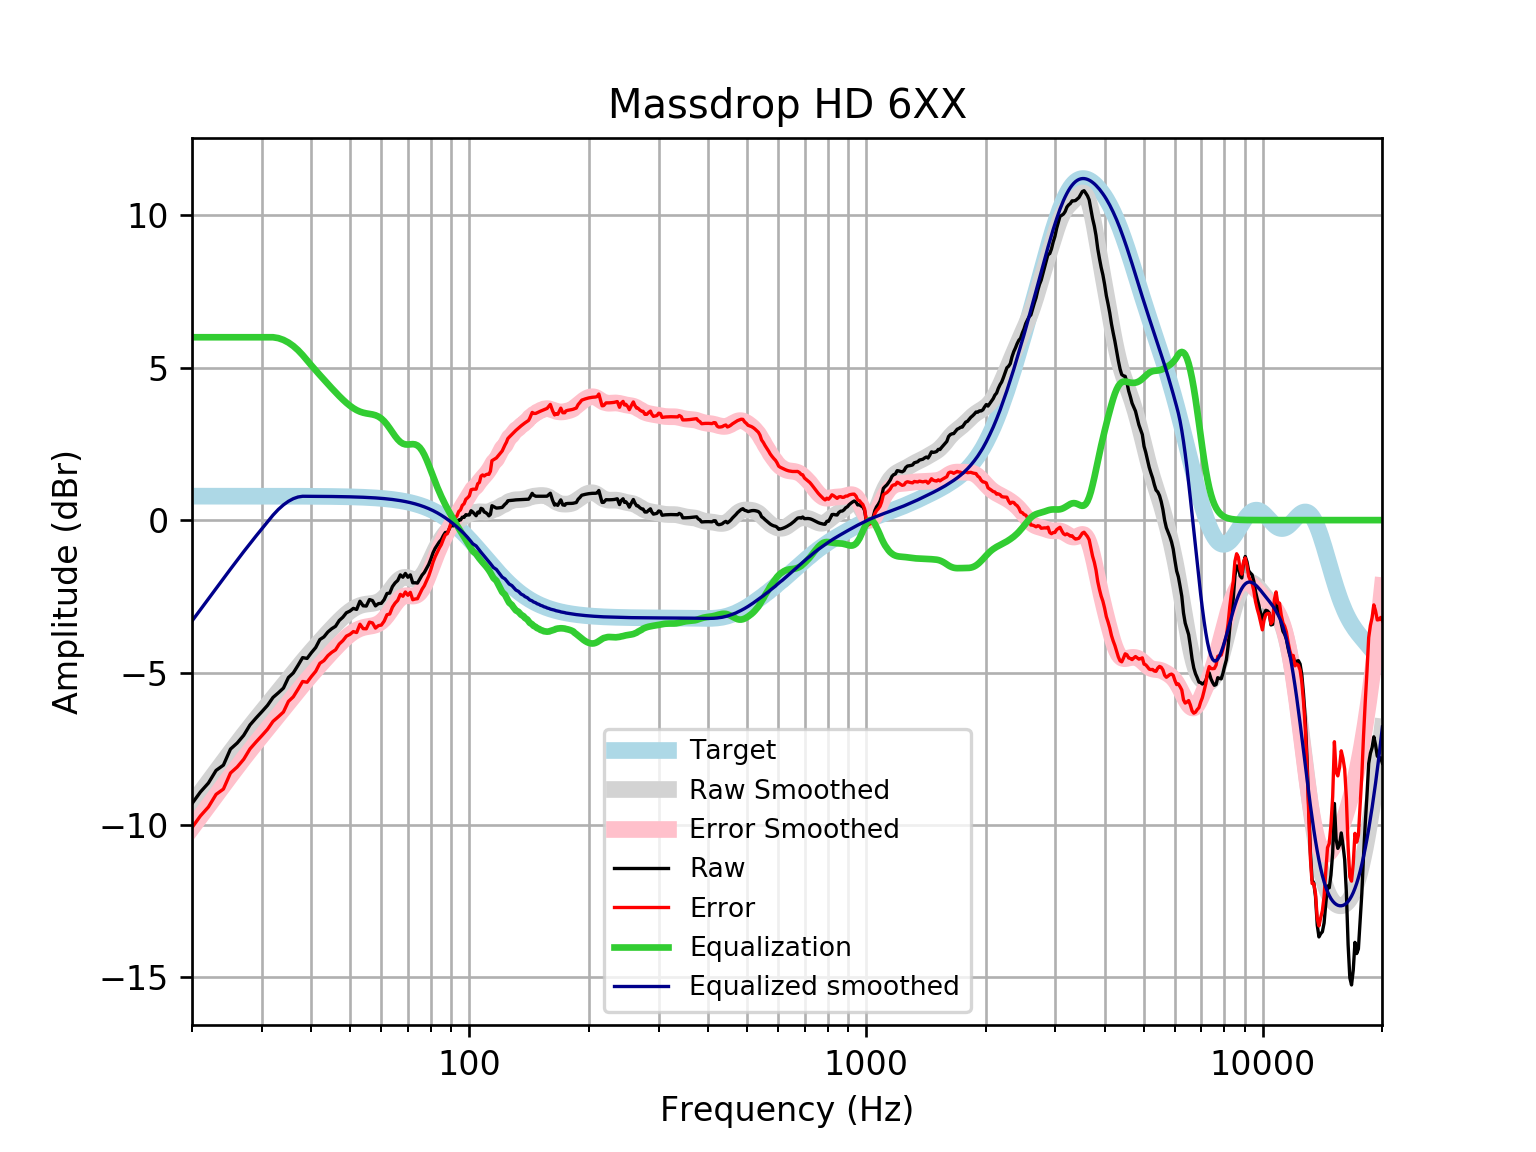 Massdrop HD 6XX
Amplitude (dBr)
10
5
0
−5
−10
−15
Target
Raw Smoothed
Error Smoothed
Raw
Error
Equalization
Equalized smoothed
100
1000
10000
Frequency (Hz)